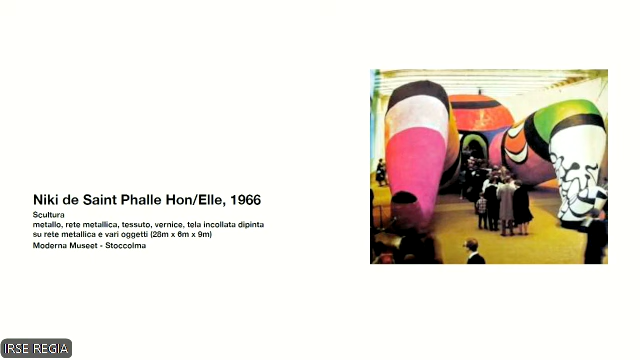 Niki de Saint Phalle Hon/Elle, 1966
Scultura
metallo, rete metallica, tessuto, vernice, tela incollata dipinta
su rete metallica e vari oggetti (28m x 6m x 9m)
Moderna Museet - Stoccolma
IRSE REGIA